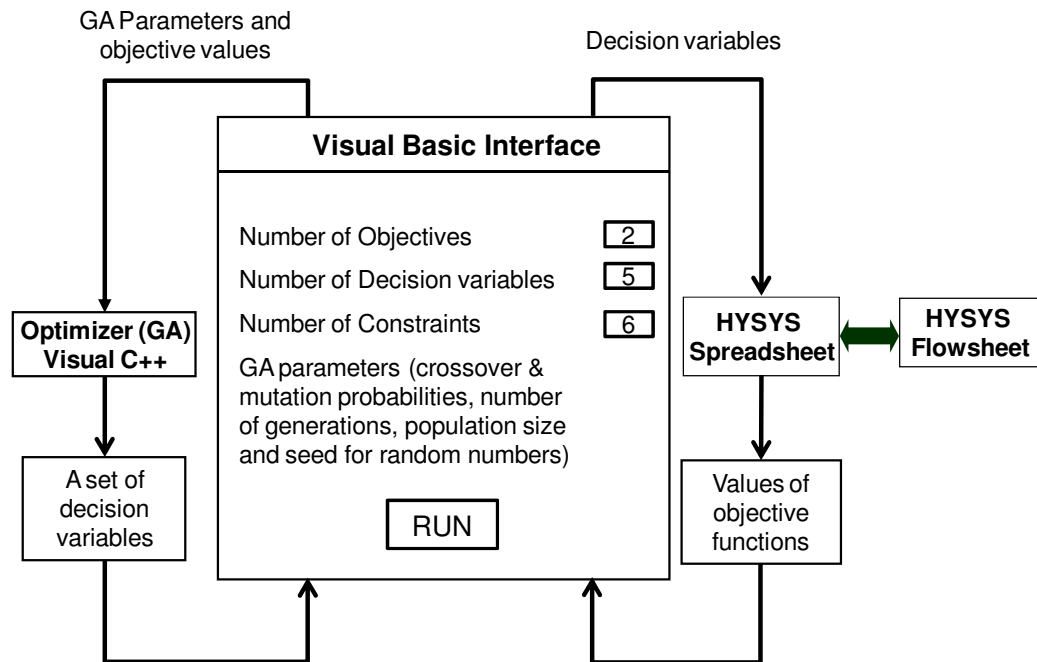 GA Parameters and
objective values
Decision variables
Visual Basic Interface
Number of Objectives 2
Number of Decision variables 5
Number of Constraints 6
GA parameters (crossover &
mutation probabilities, number
of generations, population size
and seed for random numbers)
RUN
Optimizer (GA)
Visual C++
A set of
decision
variables
HYSYS
Spreadsheet
HYSYS
Flowsheet
Values of
objective
functions